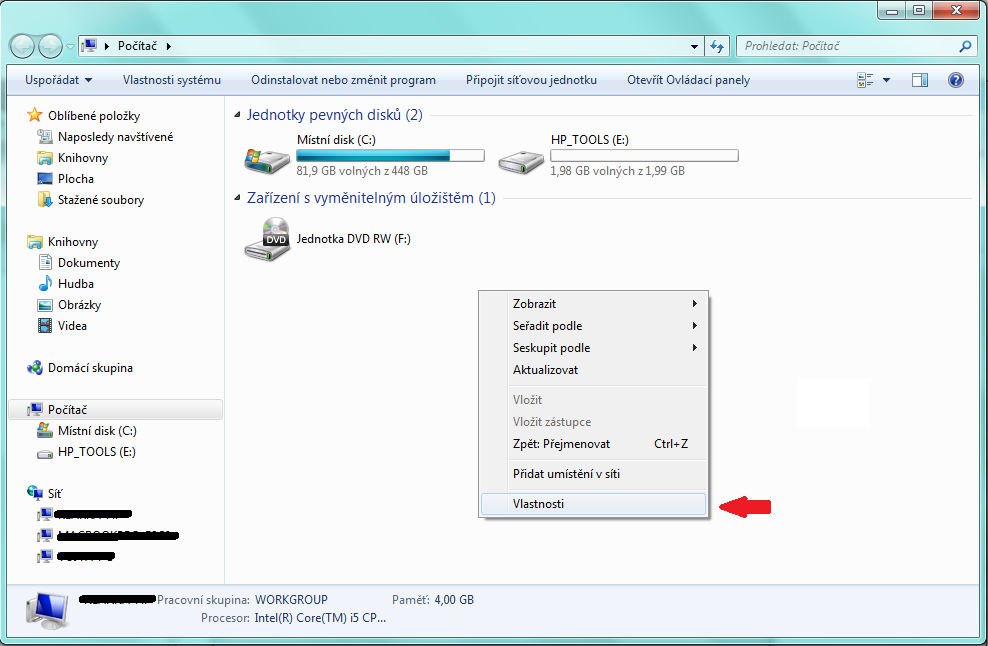 Počítač
Prohledat: Počítač
Uspořádat
Vlastnosti systému
Odinstalovat nebo změnit program
Připojit síťovou jednotku
Otevřít Ovládací panely
Oblíbené položky
Naposledy navštívené
Knihovny
Plocha
Stažené soubory
Knihovny
Dokumenty
Hudba
Obrázky
Videa
Domácí skupina
Počítač
Místní disk (C:)
HP_TOOLS (E:)
Síť
Jednotky pevných disků (2)
Místní disk (C:)
81,9 GB volných z 448 GB
HP_TOOLS (E:)
1,98 GB volných z 1,99 GB
Zařízení s vyměnitelným úložištěm (1)
DVD
Jednotka DVD RW (F:)
Zobrazit
Seřadit podle
Seskupit podle
Aktualizovat
Vložit
Vložit zástupce
Zpět: Přejmenovat Ctrl+Z
Přidat umístění v síti
Vlastnosti
Pracovní skupina: WORKGROUP Paměť: 4,00 GB
Procesor: Intel(R) Core(TM) i5 CP...